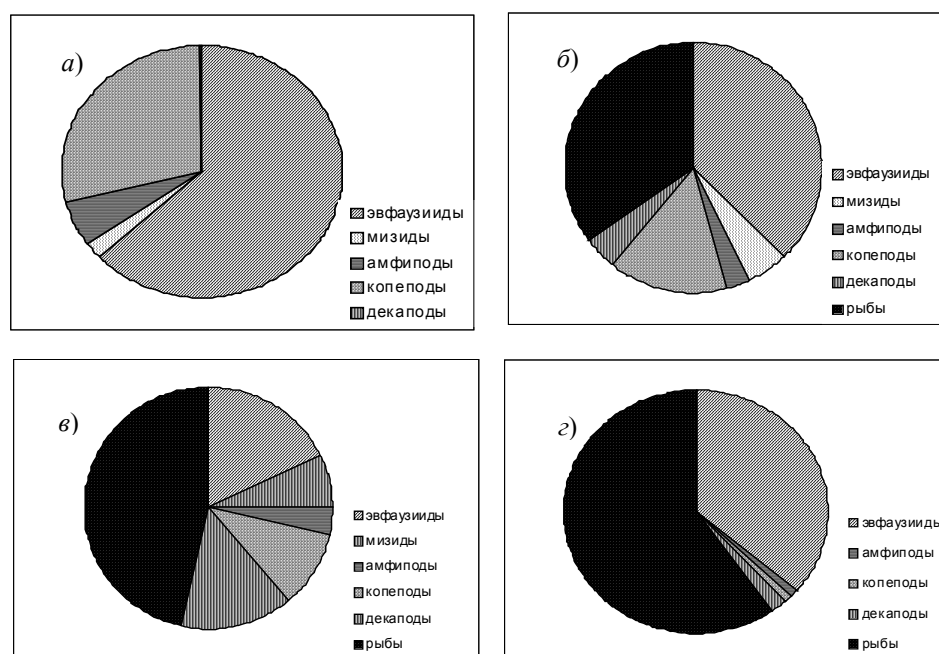 а)
эвфаузииды
мизиды
амфиподы
копеподы
декаподы
б)
эвфаузииды
мизиды
амфиподы
копеподы
декаподы
рыбы
в)
эвфаузииды
мизиды
амфиподы
копеподы
декаподы
рыбы
г)
эвфаузииды
амфиподы
копеподы
декаподы
рыбы